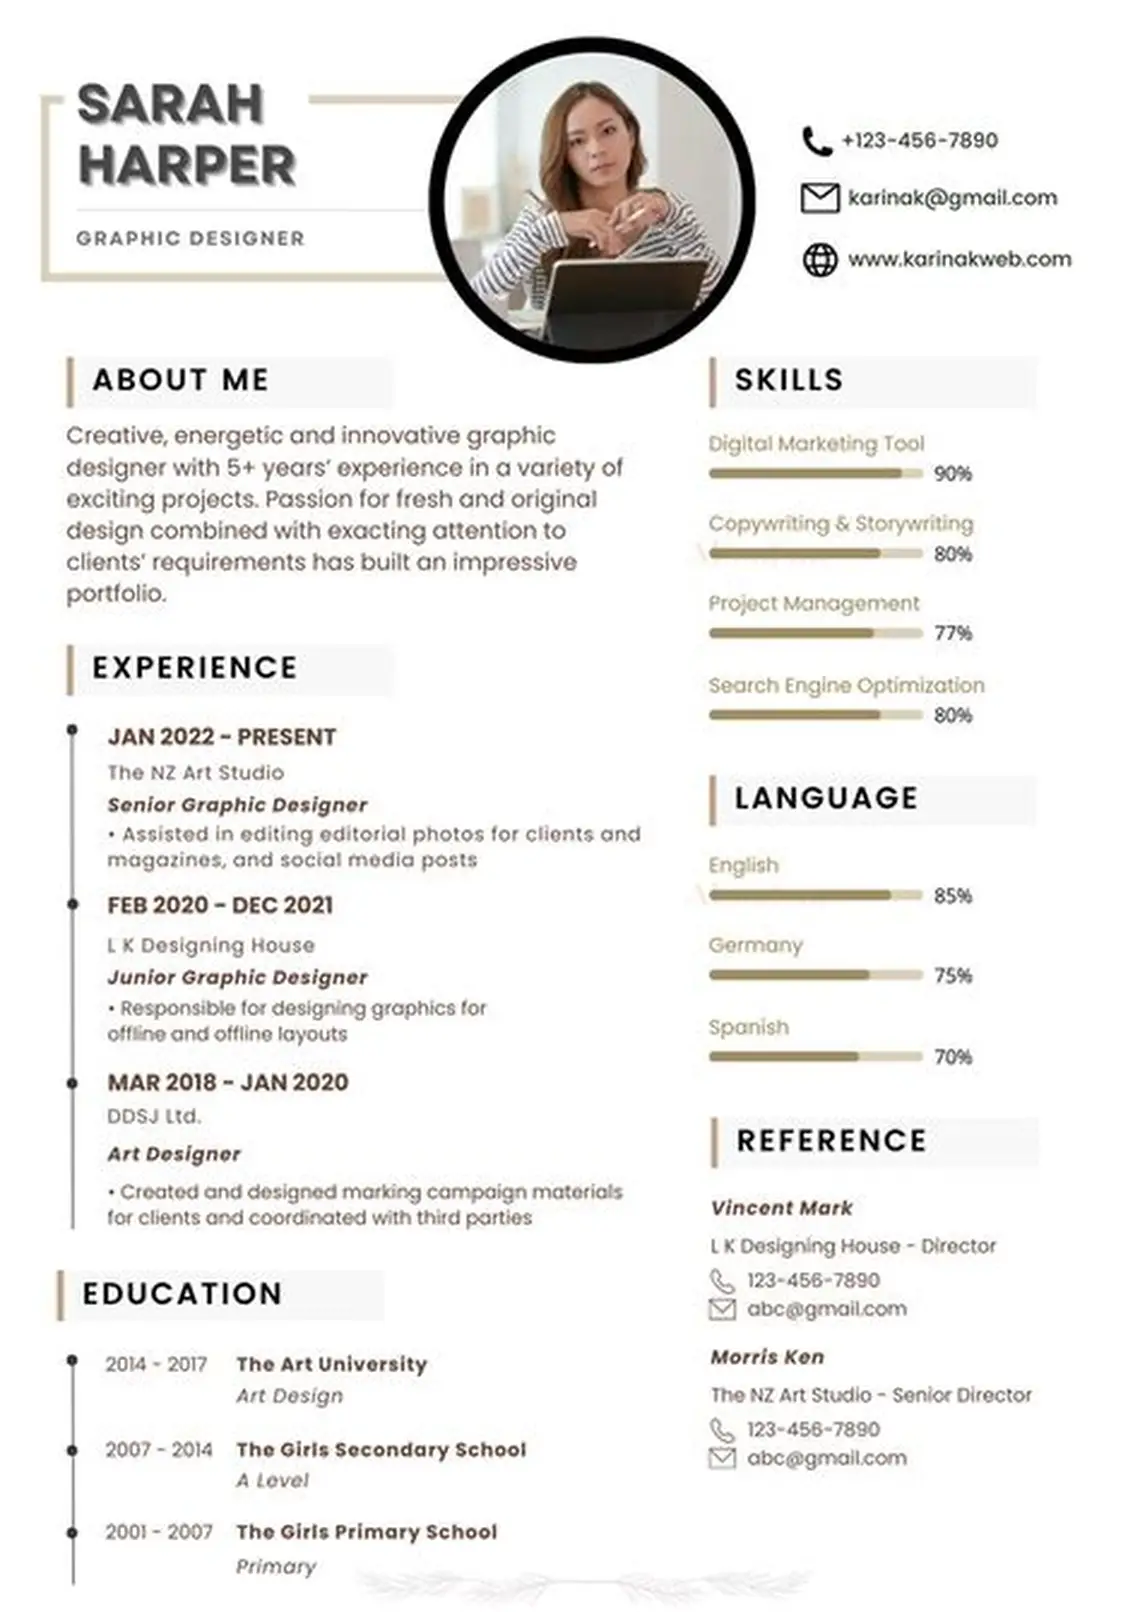 SARAH
HARPER
GRAPHIC DESIGNER
+123-456-7890
karinak@gmail.com
www.karinakweb.com
ABOUT ME
Creative, energetic and innovative graphic
designer with 5+ years' experience in a variety of
exciting projects. Passion for fresh and original
design combined with exacting attention to
clients' requirements has built an impressive
portfolio.
EXPERIENCE
JAN 2022 - PRESENT
The NZ Art Studio
Senior Graphic Designer
• Assisted in editing editorial photos for clients and
magazines, and social media posts
FEB 2020 - DEC 2021
L K Designing House
Junior Graphic Designer
• Responsible for designing graphics for
offline and offline layouts
MAR 2018 - JAN 2020
DDSJ Ltd.
Art Designer
• Created and designed marking campaign materials
for clients and coordinated with third parties
EDUCATION
2014 - 2017 The Art University
Art Design
2007 - 2014 The Girls Secondary School
A Level
2001 - 2007 The Girls Primary School
Primary
SKILLS
Digital Marketing Tool
90%
Copywriting & Storywriting
80%
Project Management
77%
Search Engine Optimization
80%
LANGUAGE
English
85%
Germany
75%
Spanish
70%
REFERENCE
Vincent Mark
L K Designing House - Director
123-456-7890
abc@gmail.com
Morris Ken
The NZ Art Studio - Senior Director
123-456-7890
abc@gmail.com